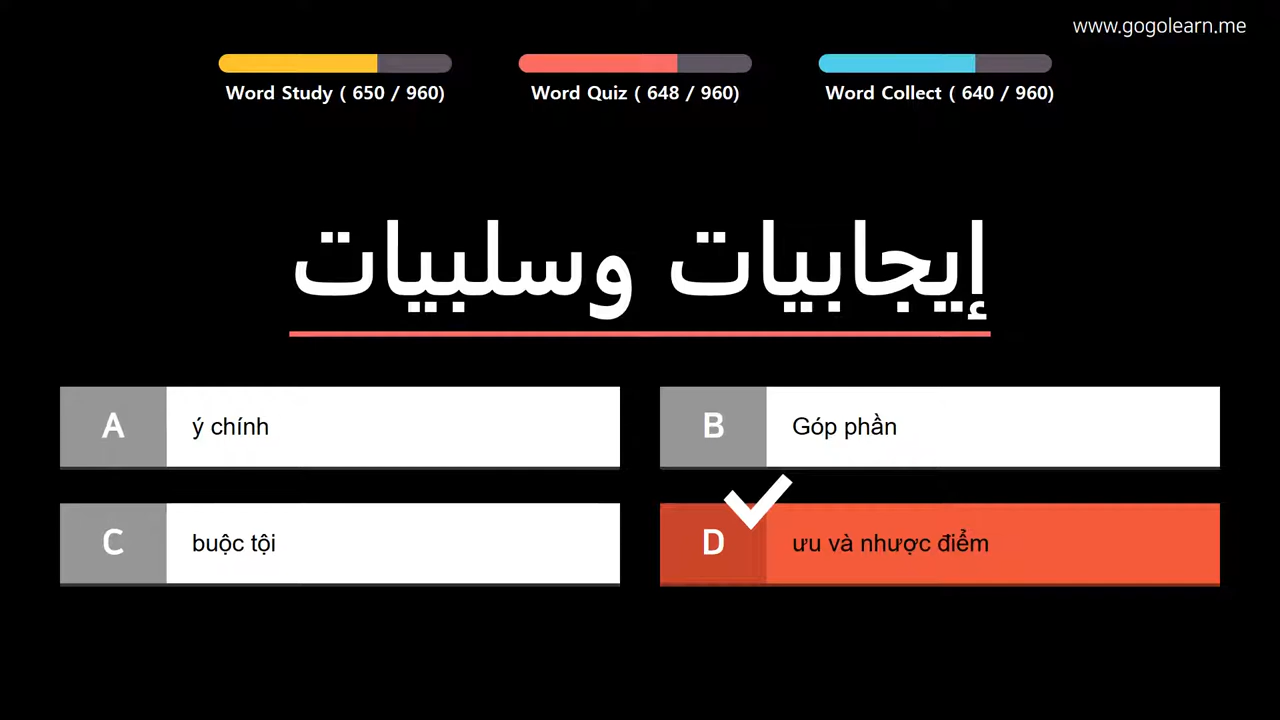 www.gogolearn.me
Word Study ( 650 / 960)
Word Quiz ( 648 / 960)
Word Collect ( 640 / 960)
إيجابيات وسلبيات
A
ý chính
B
Góp phần
C
buộc tội
D
ưu và nhược điểm